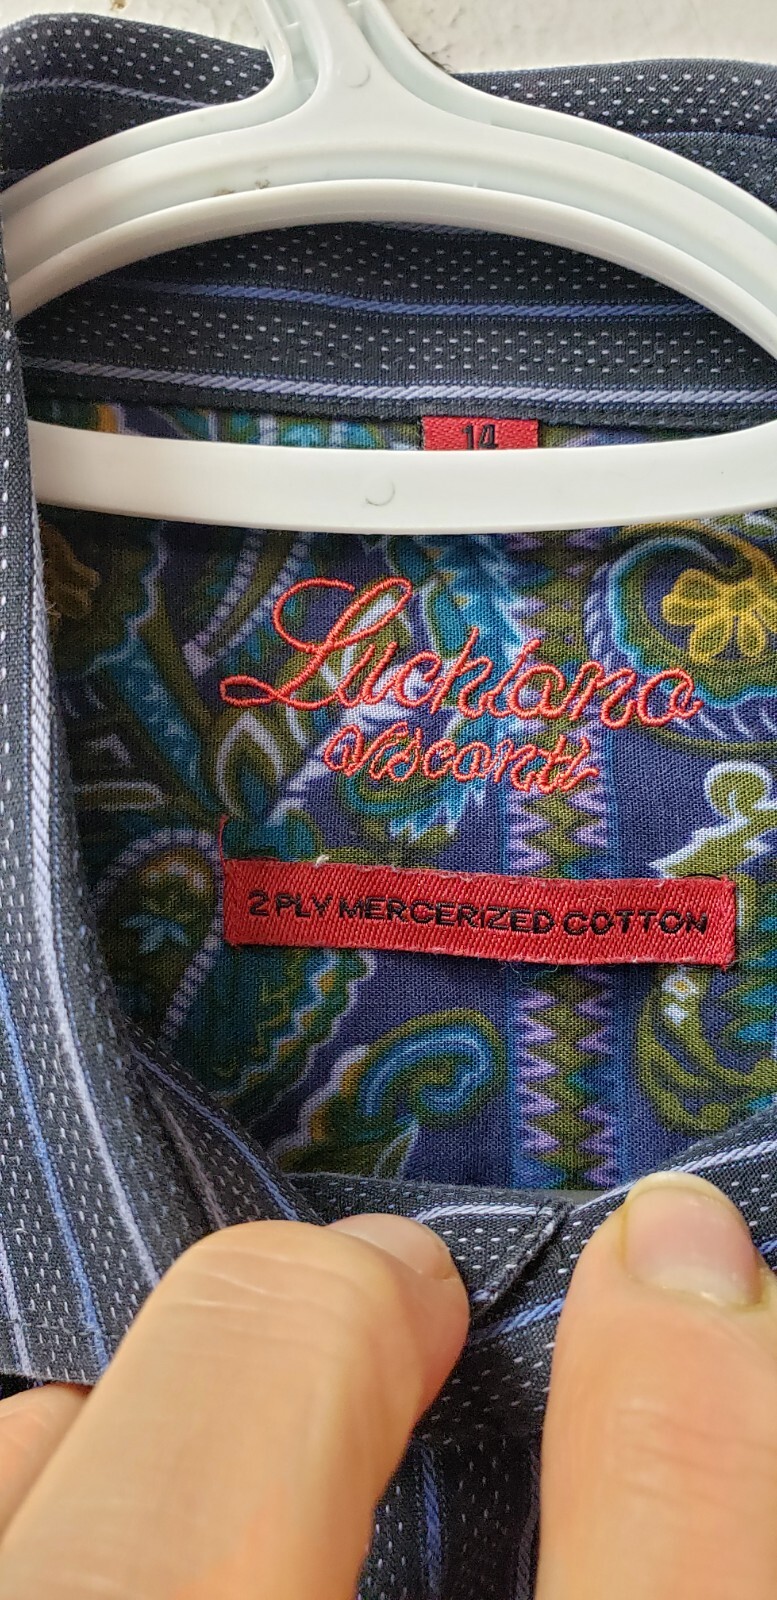 14
Luchiano
Visconti
2 PLY MERCERIZED COTTON